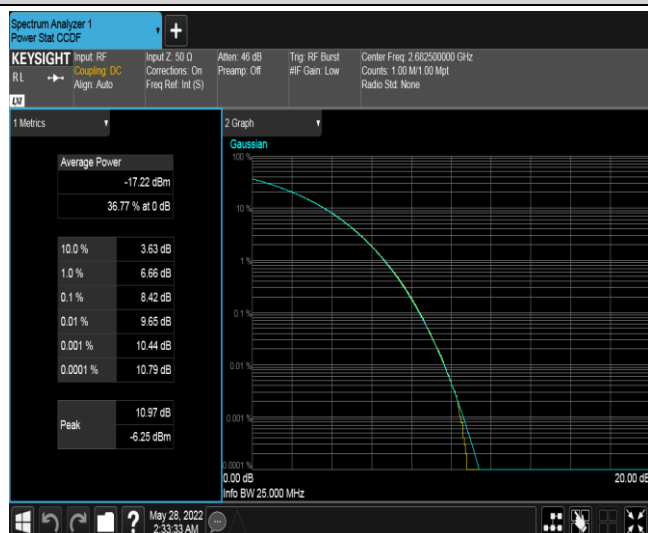 Spectrum Analyzer 1
Power Stat CCDF
+
KEYSIGHT
RL
LXI
Input: RF
Coupling: DC
Align: Auto
Input Z: 50 Ω
Corrections: On
Freq Ref: Int (S)
Atten: 46 dB
Preamp: Off
Trig: RF Burst
#IF Gain: Low
Center Freq: 2.682500000 GHz
Counts: 1.00 M/1.00 Mpt
Radio Std: None
1 Metrics
Average Power
-17.22 dBm
36.77 % at 0 dB
10.0 % 3.63 dB
1.0 % 6.66 dB
0.1 % 8.42 dB
0.01 % 9.65 dB
0.001 % 10.44 dB
0.0001 % 10.79 dB
Peak
10.97 dB
-6.25 dBm
2 Graph
Gaussian
100 %
10 %
1 %
0.1 %
0.01 %
0.001 %
0.0001 %
0.00 dB
20.00 dB
Info BW 25.000 MHz
?
May 28, 2022
2:33:33 AM